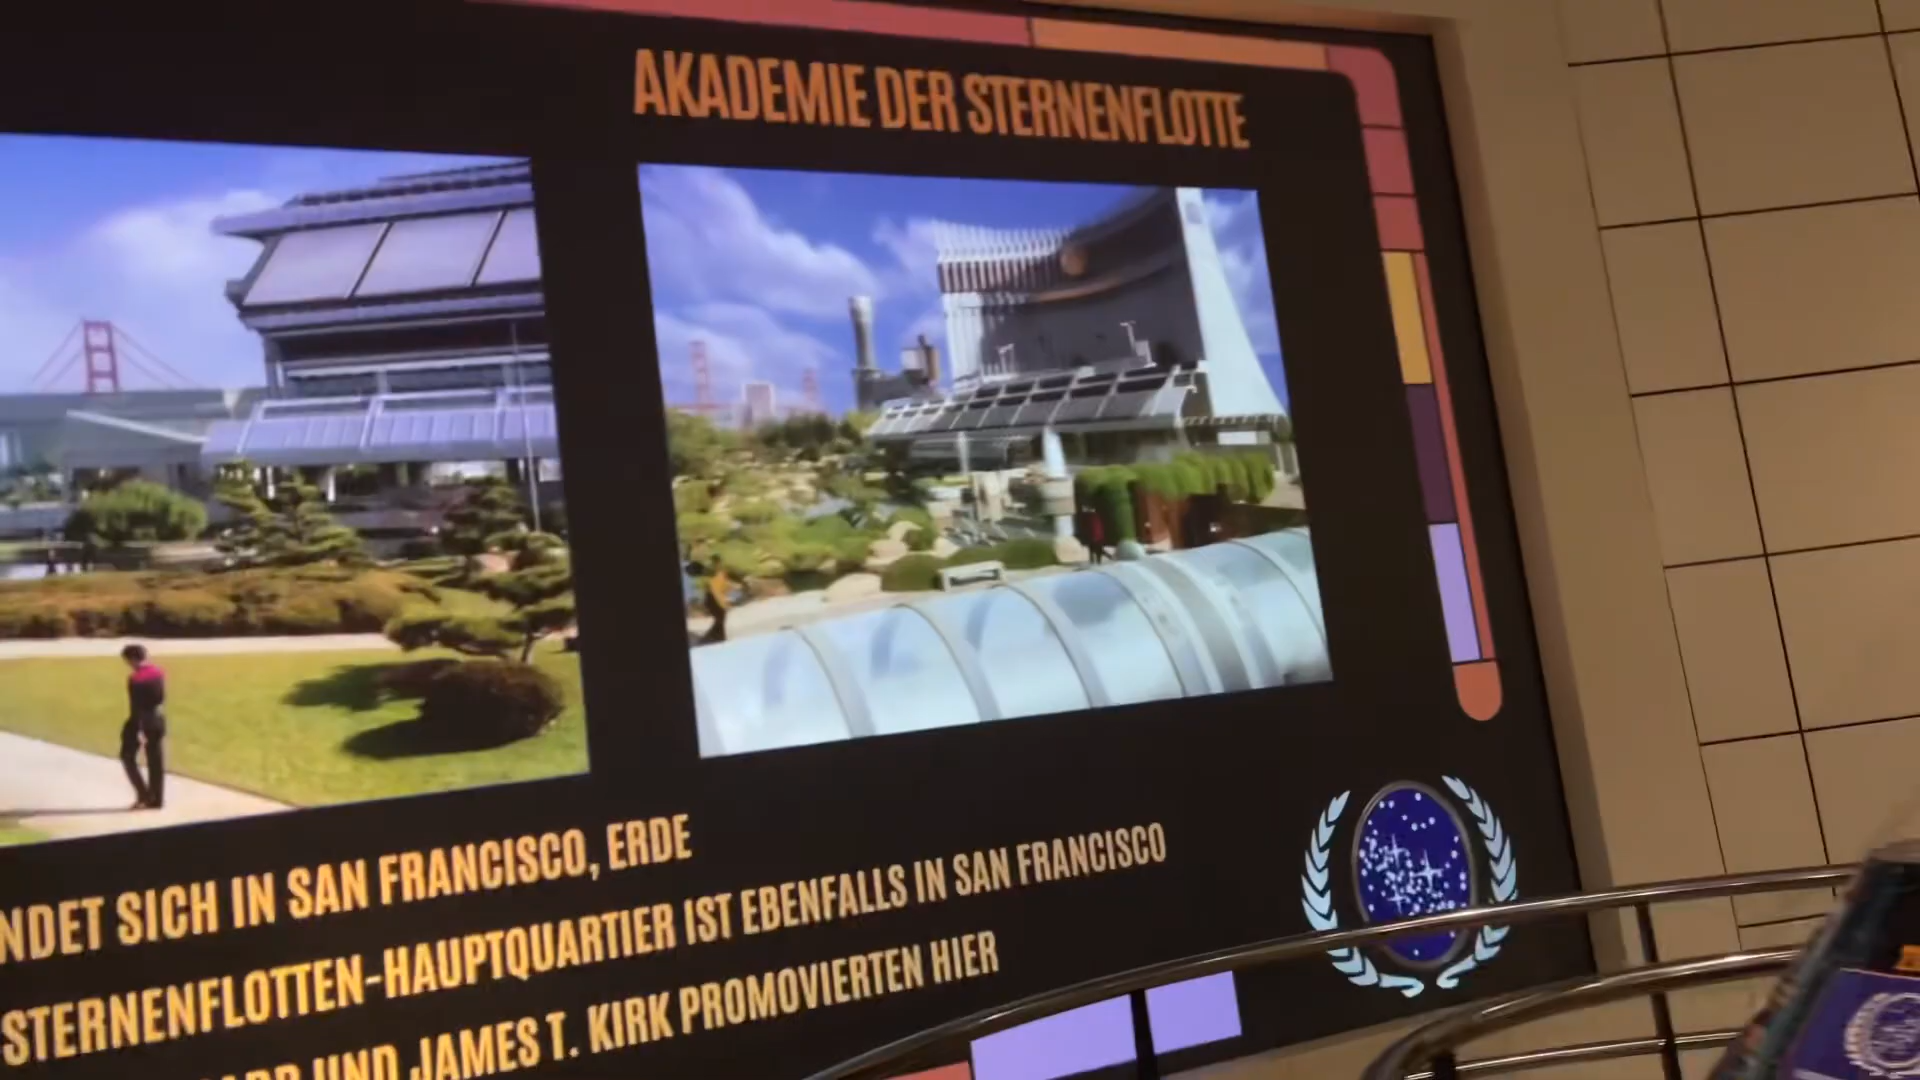 AKADEMIE DER STERNENFLOTTE
NDET SICH IN SAN FRANCISCO, ERDE
STERNENFLOTTEN-HAUPTQUARTIER IST EBENFALLS IN SAN FRANCISCO
UND JAMES T. KIRK PROMOVIERTEN HIER